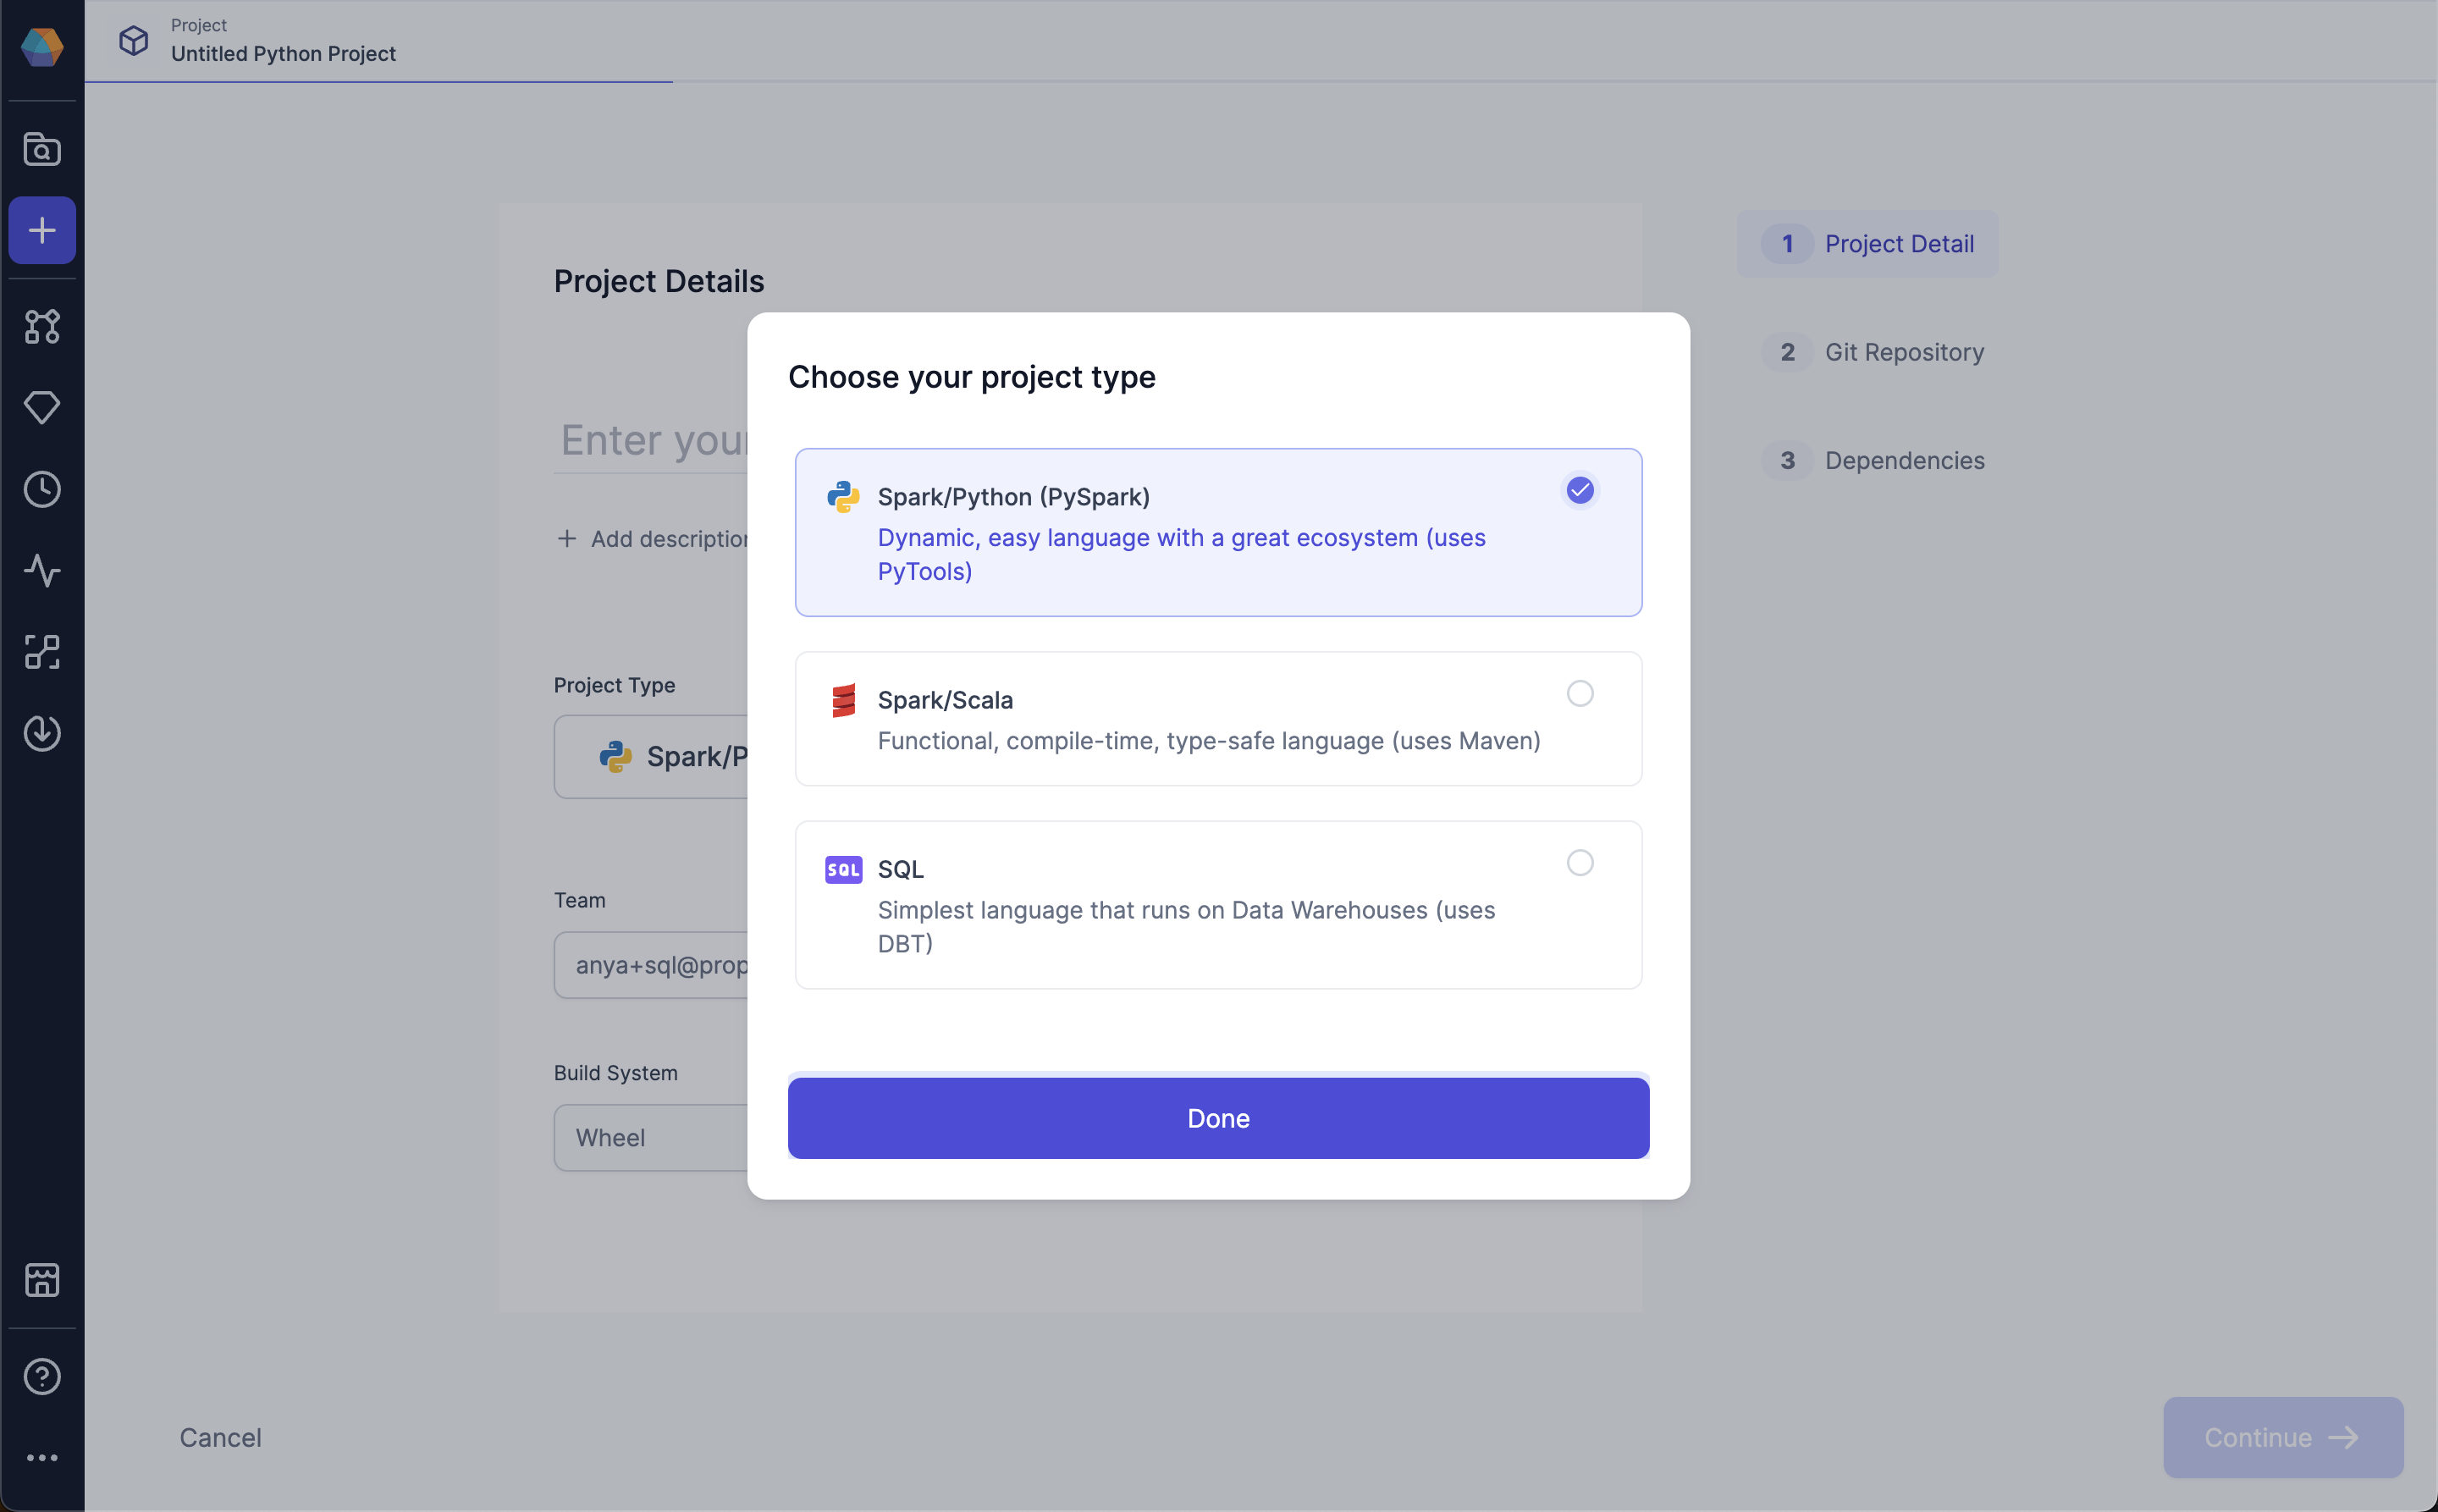 Project
Untitled Python Project
Project Details
Enter your
+ Add description
Project Type
Spark/P
Team
anya+sql@prop
Build System
Wheel
Choose your project type
Spark/Python (PySpark)
Dynamic, easy language with a great ecosystem (uses
PyTools)
Spark/Scala
Functional, compile-time, type-safe language (uses Maven)
SQL
SQL
Simplest language that runs on Data Warehouses (uses
DBT)
Done
1 Project Detail
2 Git Repository
3 Dependencies
Cancel
Continue